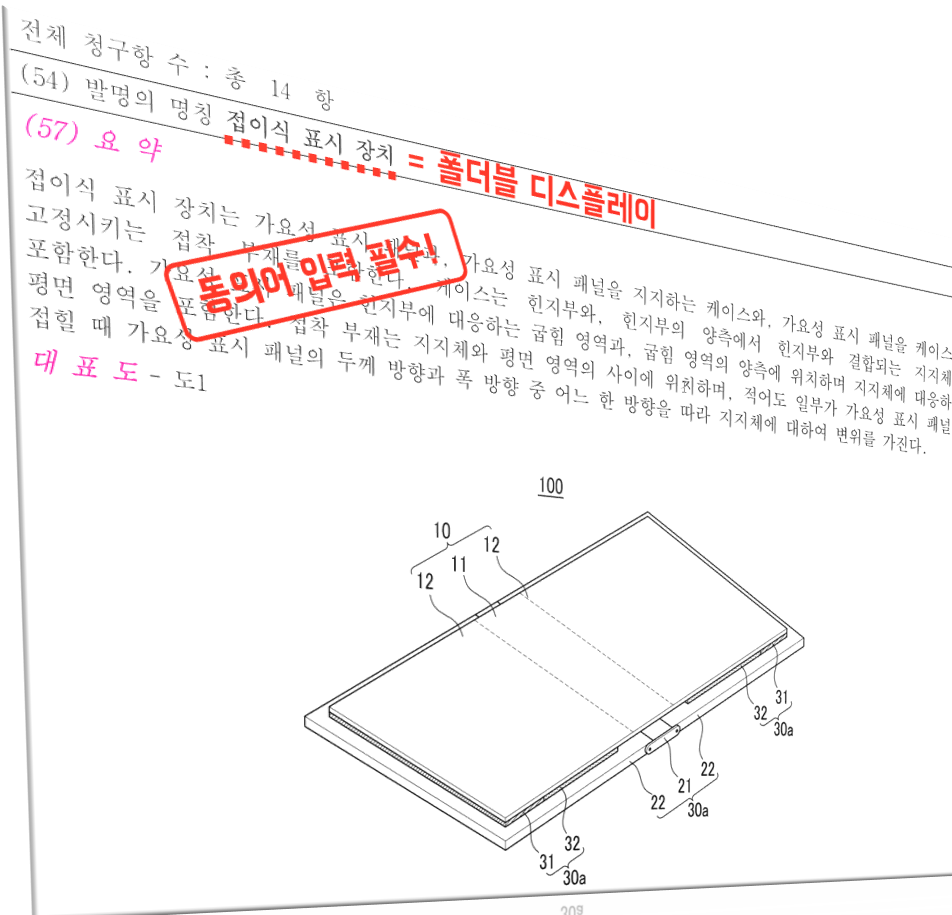 전체 청구항 수 : 총 14 항
(54) 발명의 명칭 접이식 표시 장치 = 폴더블 디스플레이
(57) 요 약
접이식 표시 장치는 가요성 표시 패널과, 가요성 표시 패널을 지지하는 케이스와, 가요성 표시 패널을 케이스
고정시키는 접착 부재를 포함한다. 케이스는 힌지부와, 힌지부의 양측에서 힌지부와 결합되는 지지체
포함한다. 가요성 표시 패널은 힌지부에 대응하는 굽힘 영역과, 굽힘 영역의 양측에 위치하며 지지체에 대응하
평면 영역을 포함한다. 접착 부재는 지지체와 평면 영역의 사이에 위치하며, 적어도 일부가 가요성 표시 패널
접힐 때 가요성 표시 패널의 두께 방향과 폭 방향 중 어느 한 방향을 따라 지지체에 대하여 변위를 가진다.
동의어 입력 필수!
대 표 도 - 도1
100
10
12 11 12
31
32
30a
22
21
22
30a
32
31
30a